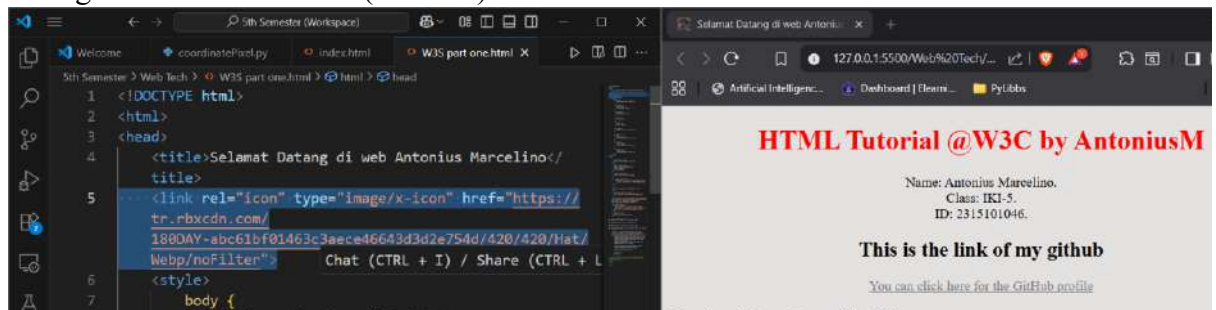 5th Semester (Workspace)
Welcome
coordinatePixel.py
index.html
W3S part one.html
5th Semester > Web Tech > W3S part one.html > html > head
1 <!DOCTYPE html>
2 <html>
3 <head>
4 <title>Selamat Datang di web Antonius Marcelino</
title>
5 <link rel="icon" type="image/x-icon" href="https://
tr.rbxcdn.com/
180DAY-abc61bf01463c3aece46643d3d2e754d/420/420/Hat/
Webp/noFilter">
Chat (CTRL + I) / Share (CTRL + L
6 <style>
7 body {
Selamat Datang di web Antoniu
127.0.0.1:5500/Web%20Tech/...
Artificial Intelligenc...
Dashboard | Elearni...
PyLibbs
HTML Tutorial @W3C by AntoniusM
Name: Antonius Marcelino.
Class: IKI-5.
ID: 2315101046.
This is the link of my github
You can click here for the GitHub profile